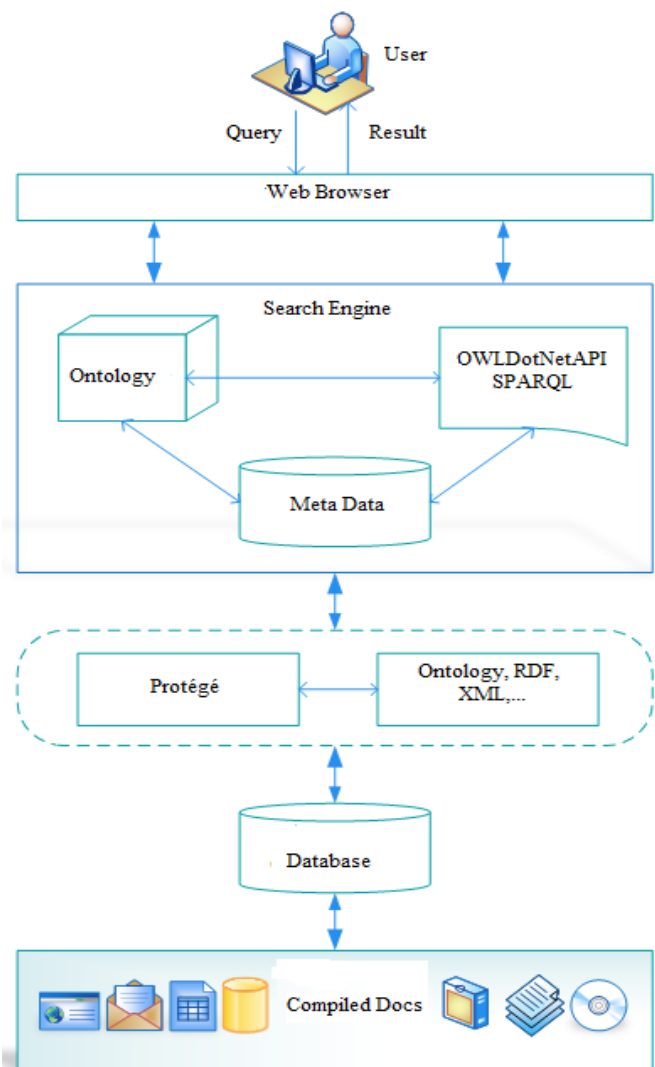 User
Query
Result
Web Browser
Search Engine
Ontology
OWLDotNetAPI
SPARQL
Meta Data
Protégé
Ontology, RDF,
XML,...
Database
Compiled Docs